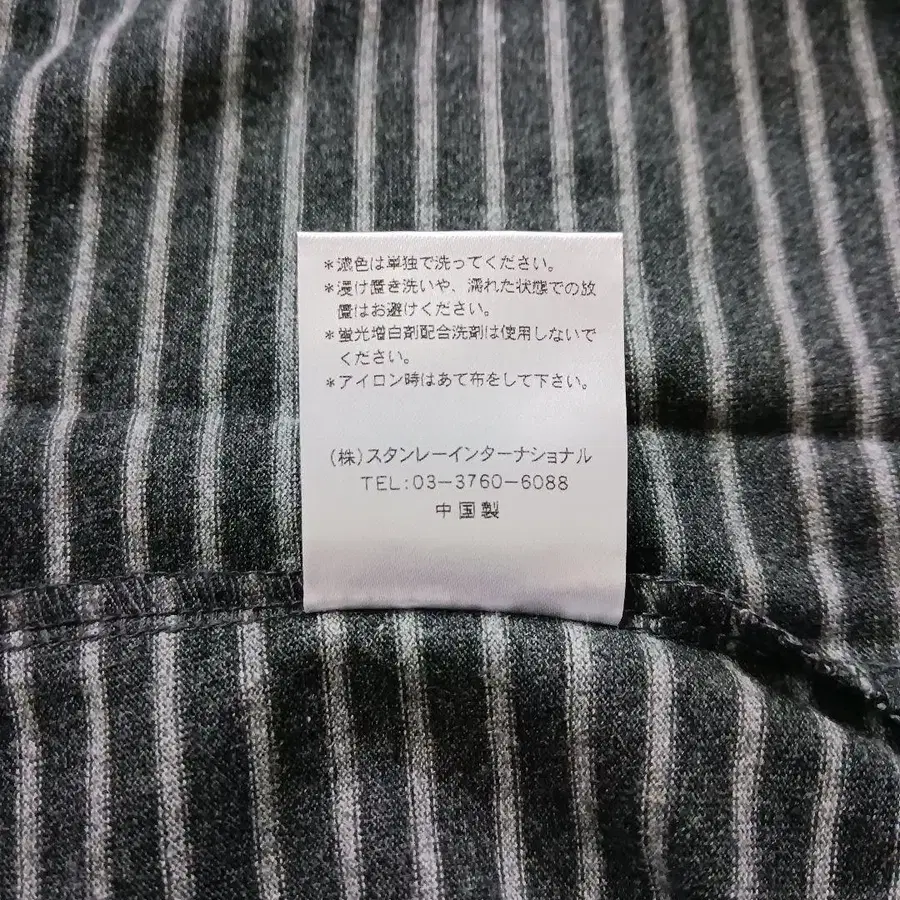 *濃色は単独で洗ってください。
*浸け置き洗いや、濡れた状態での放
置はお避けください。
*蛍光増白剤配合洗剤は使用しないで
ください。
*アイロン時はあて布をして下さい。
(株)スタンレーインターナショナル
TEL:03-3760-6088
中国製